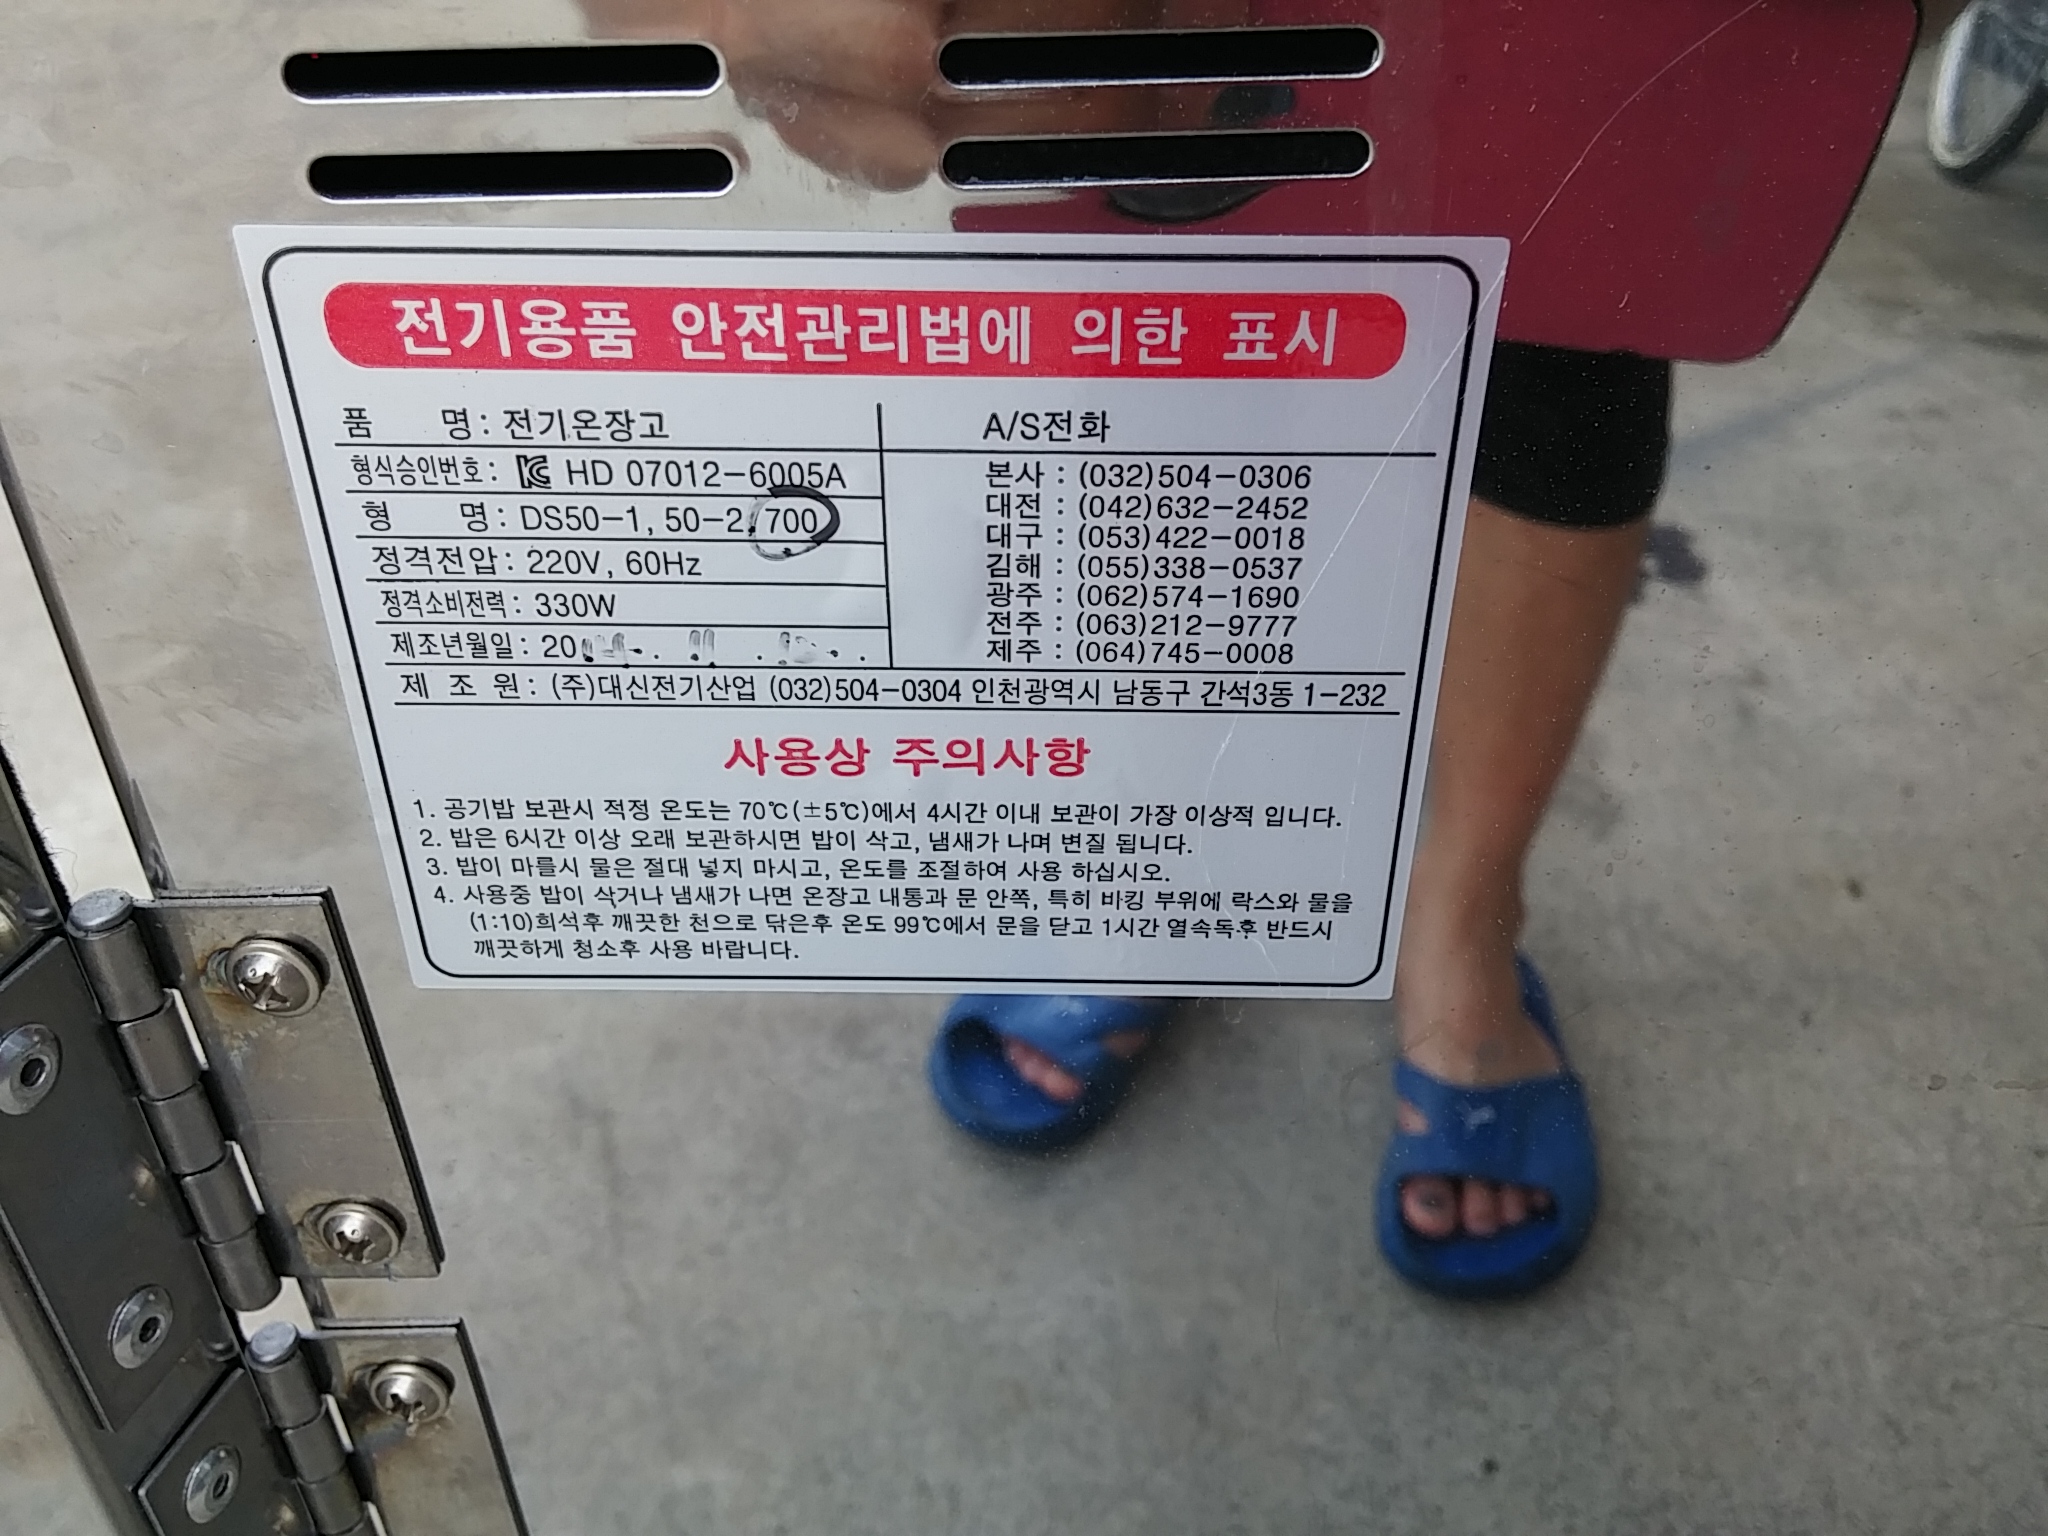 전기용품 안전관리법에 의한 표시
품 명 : 전기온장고
형식승인번호 : HD 07012-6005A
형 명 : DS50-1, 50-2, 700
정격전압 : 220V, 60Hz
정격소비전력 : 330W
제조년월일 : 20
A/S전화
본사 : (032)504-0306
대전 : (042)632-2452
대구 : (053)422-0018
김해 : (055)338-0537
광주 : (062)574-1690
전주 : (063)212-9777
제주 : (064)745-0008
제 조 원 : (주)대신전기산업 (032)504-0304 인천광역시 남동구 간석3동 1-232
사용상 주의사항
1. 공기밥 보관시 적정 온도는 70℃(±5℃)에서 4시간 이내 보관이 가장 이상적 입니다.
2. 밥은 6시간 이상 오래 보관하시면 밥이 삭고, 냄새가 나며 변질 됩니다.
3. 밥이 마를시 물은 절대 넣지 마시고, 온도를 조절하여 사용 하십시오.
4. 사용중 밥이 삭거나 냄새가 나면 온장고 내통과 문 안쪽, 특히 바킹 부위에 락스와 물을
(1:10)희석후 깨끗한 천으로 닦은후 온도 99℃에서 문을 닫고 1시간 열속독후 반드시
깨끗하게 청소후 사용 바랍니다.